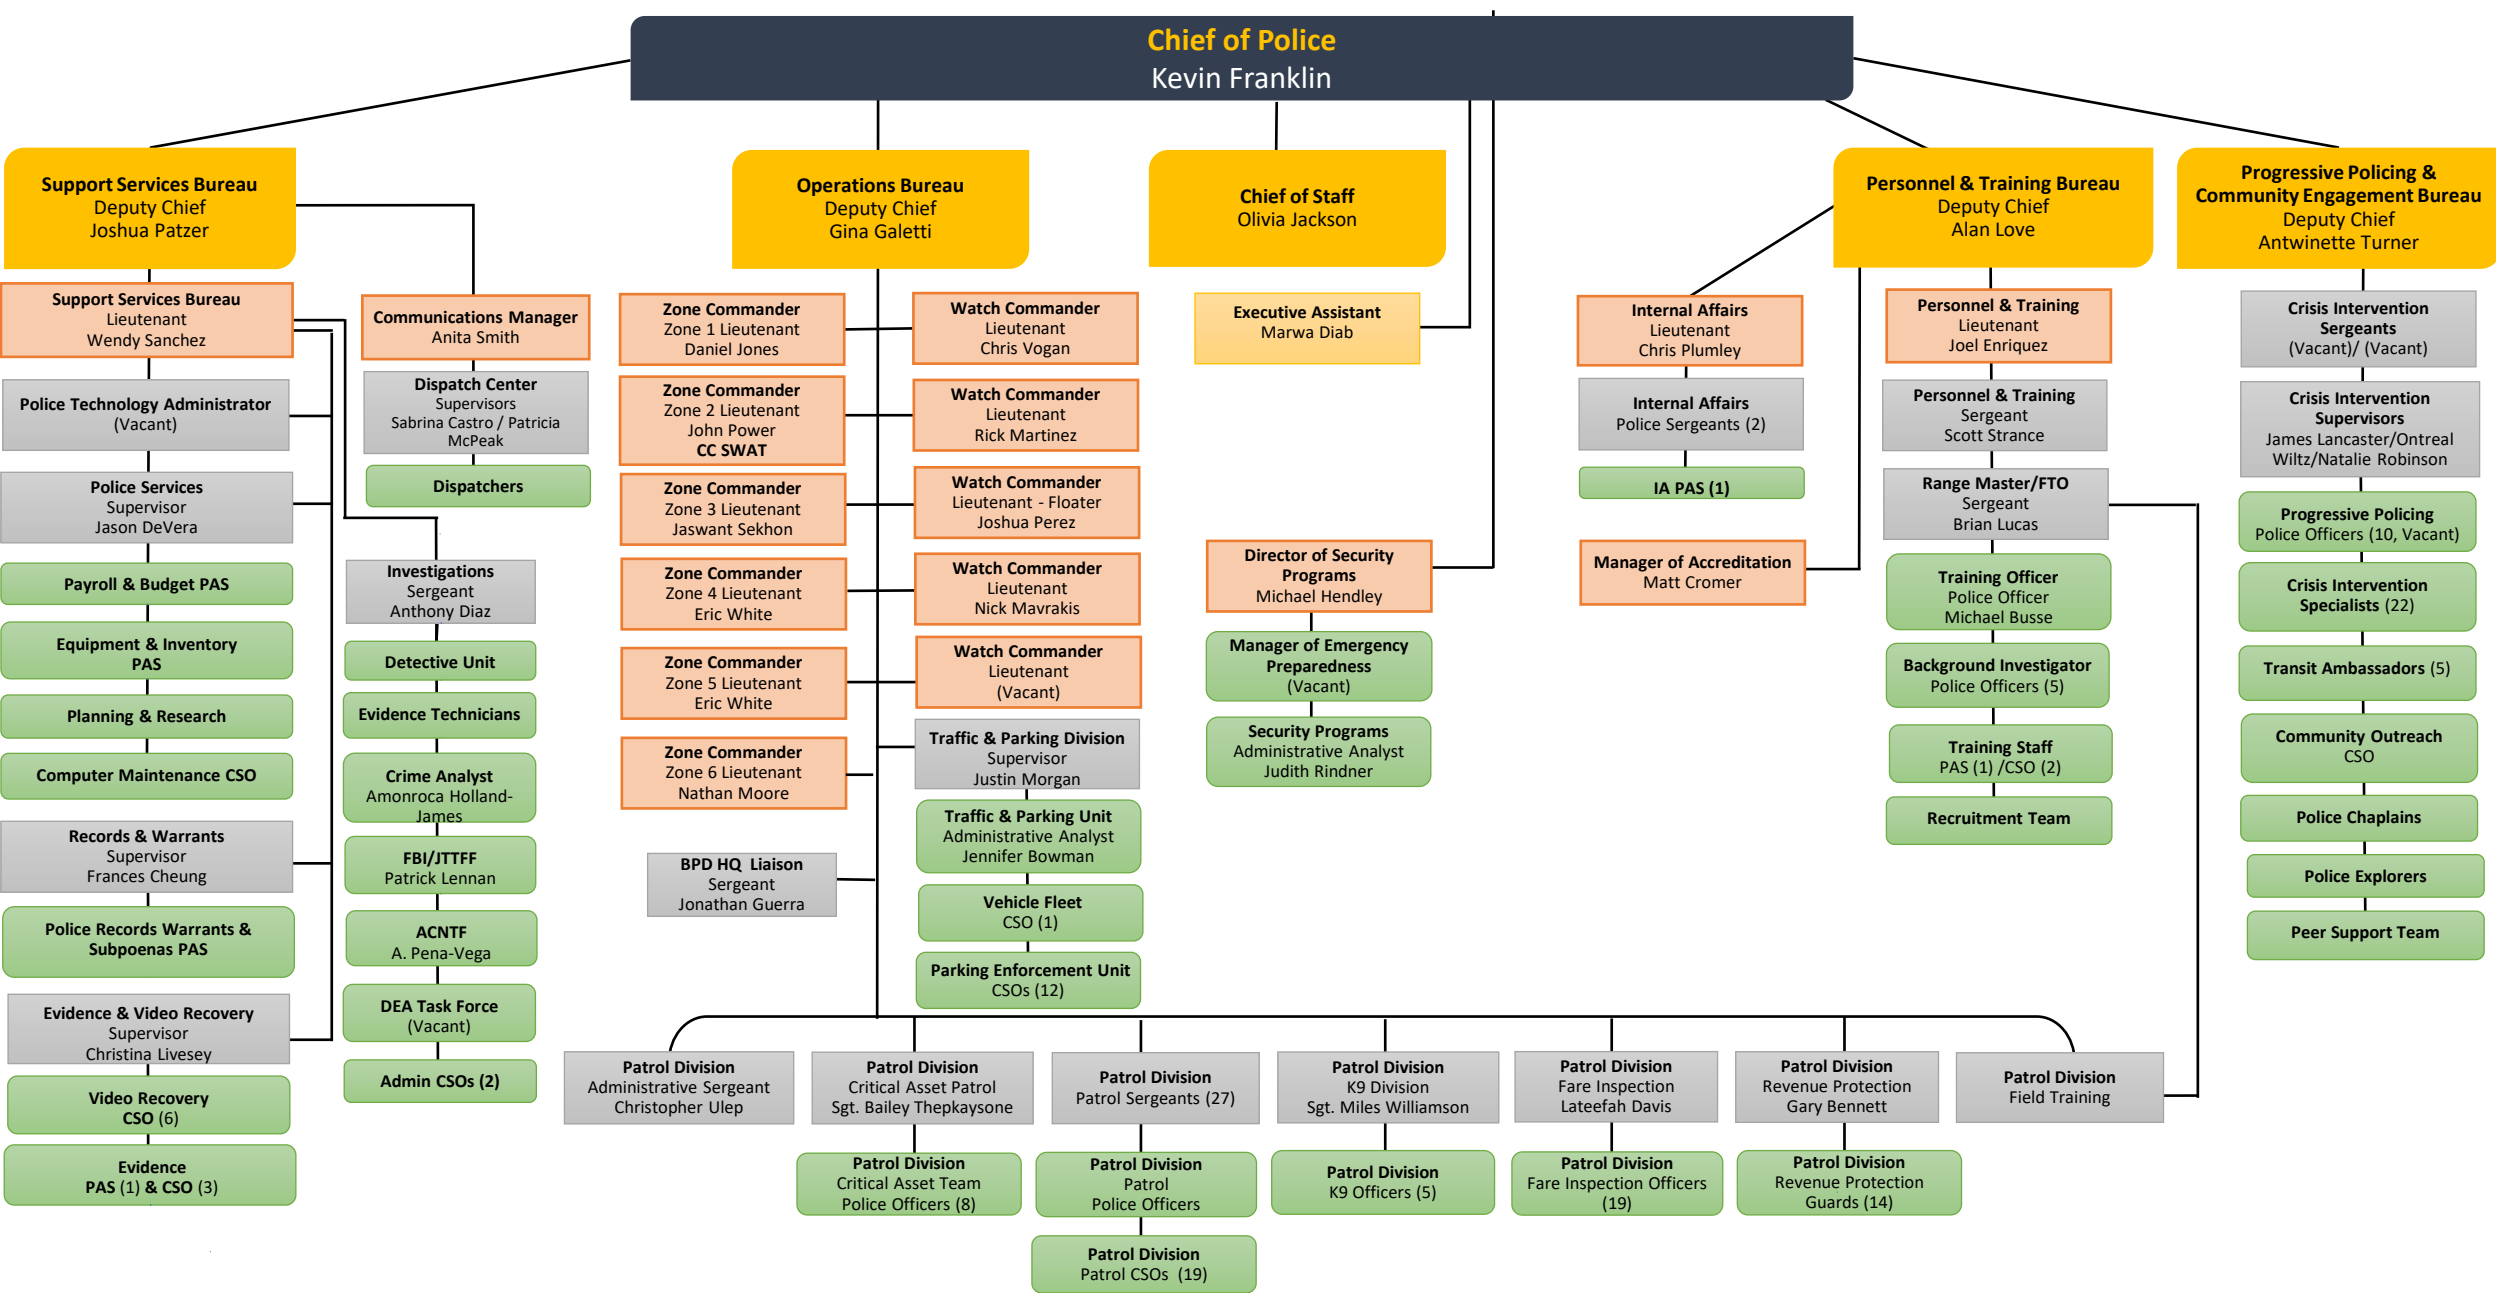 Chief of Police
Kevin Franklin
Support Services Bureau
Deputy Chief
Joshua Patzer
Operations Bureau
Deputy Chief
Gina Galetti
Chief of Staff
Olivia Jackson
Personnel & Training Bureau
Deputy Chief
Alan Love
Progressive Policing &
Community Engagement Bureau
Deputy Chief
Antwinette Turner
Support Services Bureau
Lieutenant
Wendy Sanchez
Police Technology Administrator
(Vacant)
Police Services
Supervisor
Jason DeVera
Payroll & Budget PAS
Equipment & Inventory
PAS
Planning & Research
Computer Maintenance CSO
Records & Warrants
Supervisor
Frances Cheung
Police Records Warrants &
Subpoenas PAS
Evidence & Video Recovery
Supervisor
Christina Livesey
Video Recovery
CSO (6)
Evidence
PAS (1) & CSO (3)
Communications Manager
Anita Smith
Dispatch Center
Supervisors
Sabrina Castro / Patricia
McPeak
Dispatchers
Investigations
Sergeant
Anthony Diaz
Detective Unit
Evidence Technicians
Crime Analyst
Amonroca Holland-
James
FBI/JTTFF
Patrick Lennan
ACNTF
A. Pena-Vega
DEA Task Force
(Vacant)
Admin CSOs (2)
Zone Commander
Zone 1 Lieutenant
Daniel Jones
Zone Commander
Zone 2 Lieutenant
John Power
CC SWAT
Zone Commander
Zone 3 Lieutenant
Jaswant Sekhon
Zone Commander
Zone 4 Lieutenant
Eric White
Zone Commander
Zone 5 Lieutenant
Eric White
Zone Commander
Zone 6 Lieutenant
Nathan Moore
BPD HQ Liaison
Sergeant
Jonathan Guerra
Watch Commander
Lieutenant
Chris Vogan
Watch Commander
Lieutenant
Rick Martinez
Watch Commander
Lieutenant - Floater
Joshua Perez
Watch Commander
Lieutenant
Nick Mavrakis
Watch Commander
Lieutenant
(Vacant)
Traffic & Parking Division
Supervisor
Justin Morgan
Traffic & Parking Unit
Administrative Analyst
Jennifer Bowman
Vehicle Fleet
CSO (1)
Parking Enforcement Unit
CSOs (12)
Executive Assistant
Marwa Diab
Director of Security
Programs
Michael Hendley
Manager of Emergency
Preparedness
(Vacant)
Security Programs
Administrative Analyst
Judith Rindner
Internal Affairs
Lieutenant
Chris Plumley
Internal Affairs
Police Sergeants (2)
IA PAS (1)
Manager of Accreditation
Matt Cromer
Personnel & Training
Lieutenant
Joel Enriquez
Personnel & Training
Sergeant
Scott Strance
Range Master/FTO
Sergeant
Brian Lucas
Training Officer
Police Officer
Michael Busse
Background Investigator
Police Officers (5)
Training Staff
PAS (1) /CSO (2)
Recruitment Team
Crisis Intervention
Sergeants
(Vacant)/ (Vacant)
Crisis Intervention
Supervisors
James Lancaster/Ontreal
Wiltz/Natalie Robinson
Progressive Policing
Police Officers (10, Vacant)
Crisis Intervention
Specialists (22)
Transit Ambassadors (5)
Community Outreach
CSO
Police Chaplains
Police Explorers
Peer Support Team
Patrol Division
Administrative Sergeant
Christopher Ulep
Patrol Division
Critical Asset Patrol
Sgt. Bailey Thepkaysone
Patrol Division
Patrol Sergeants (27)
Patrol Division
K9 Division
Sgt. Miles Williamson
Patrol Division
Fare Inspection
Lateefah Davis
Patrol Division
Revenue Protection
Gary Bennett
Patrol Division
Field Training
Patrol Division
Critical Asset Team
Police Officers (8)
Patrol Division
Patrol
Police Officers
Patrol Division
K9 Officers (5)
Patrol Division
Fare Inspection Officers
(19)
Patrol Division
Revenue Protection
Guards (14)
Patrol Division
Patrol CSOs (19)